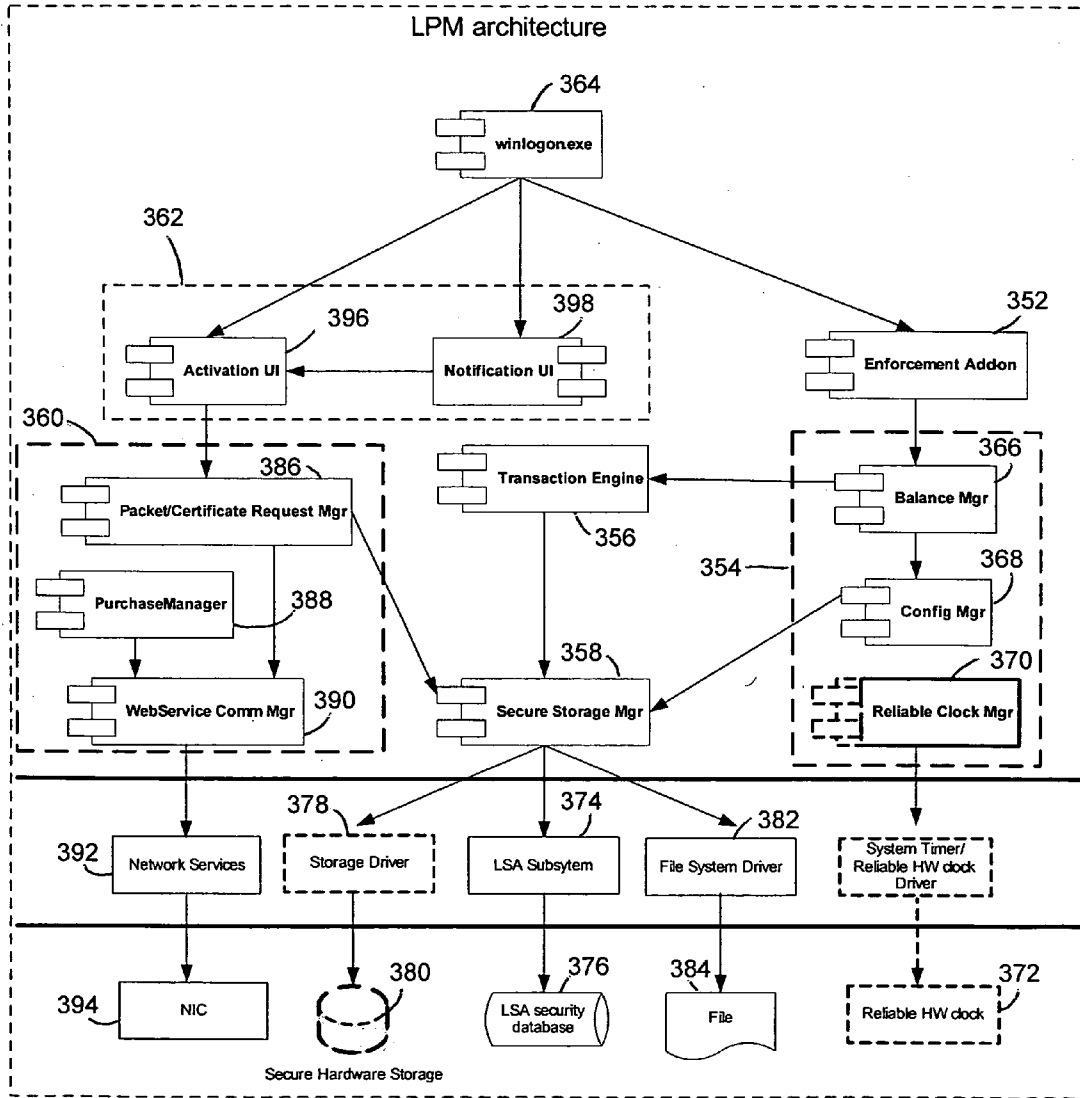 LPM architecture
364
winlogon.exe
362
396
398
352
Activation UI
Notification UI
Enforcement Add-on
360
386
366
Packet/Certificate Request Mgr
Transaction Engine
Balance Mgr
356
354
368
PurchaseManager
388
Config Mgr
358
370
WebService Comm Mgr
390
Secure Storage Mgr
Reliable Clock Mgr
378
374
382
392
Network Services
Storage Driver
LSA Subsytem
File System Driver
System Timer/
Reliable HW clock
Driver
380
376
384
372
394
NIC
LSA security
database
File
Reliable HW clock
Secure Hardware Storage